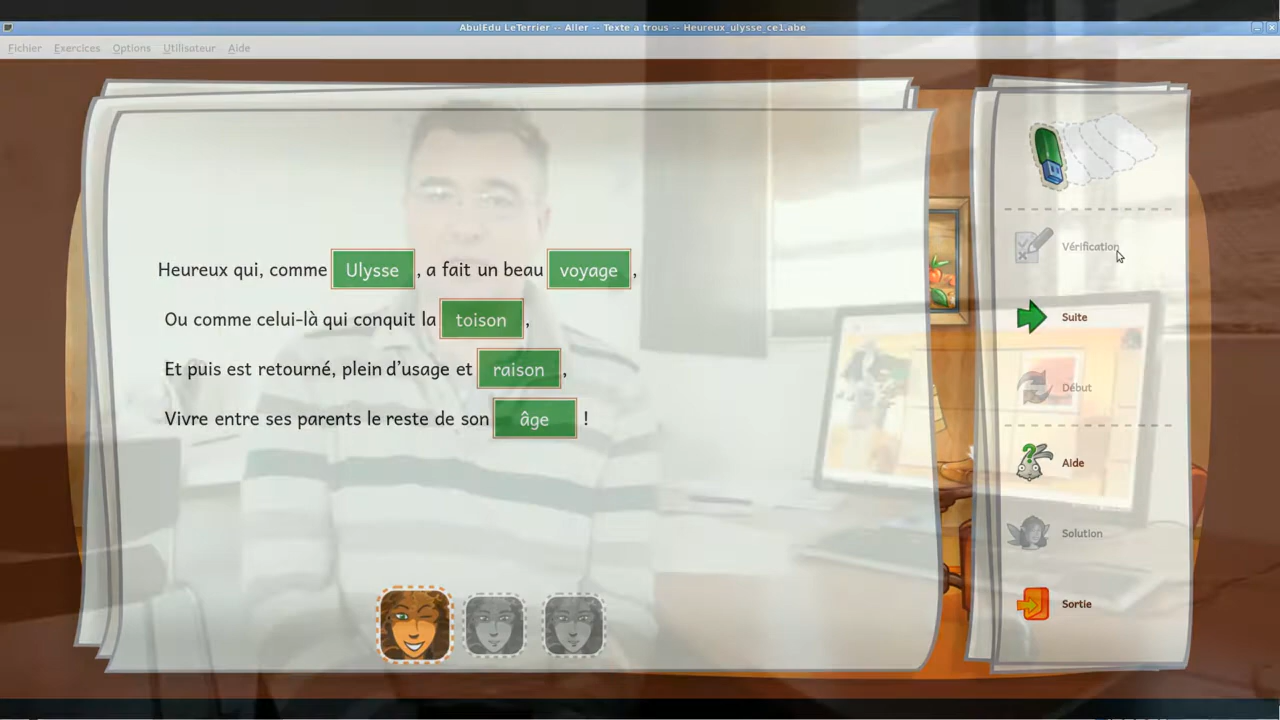 AbulEdu LeTerrier -- Aller -- Texte a trous -- Heureux_ulysse_ce1.abe
Fichier Exercices Options Utilisateur Aide
Heureux qui, comme Ulysse , a fait un beau voyage ,
Ou comme celui-là qui conquit la toison ,
Et puis est retourné, plein d'usage et raison ,
Vivre entre ses parents le reste de son âge !
Vérification
Suite
Début
Aide
Solution
Sortie